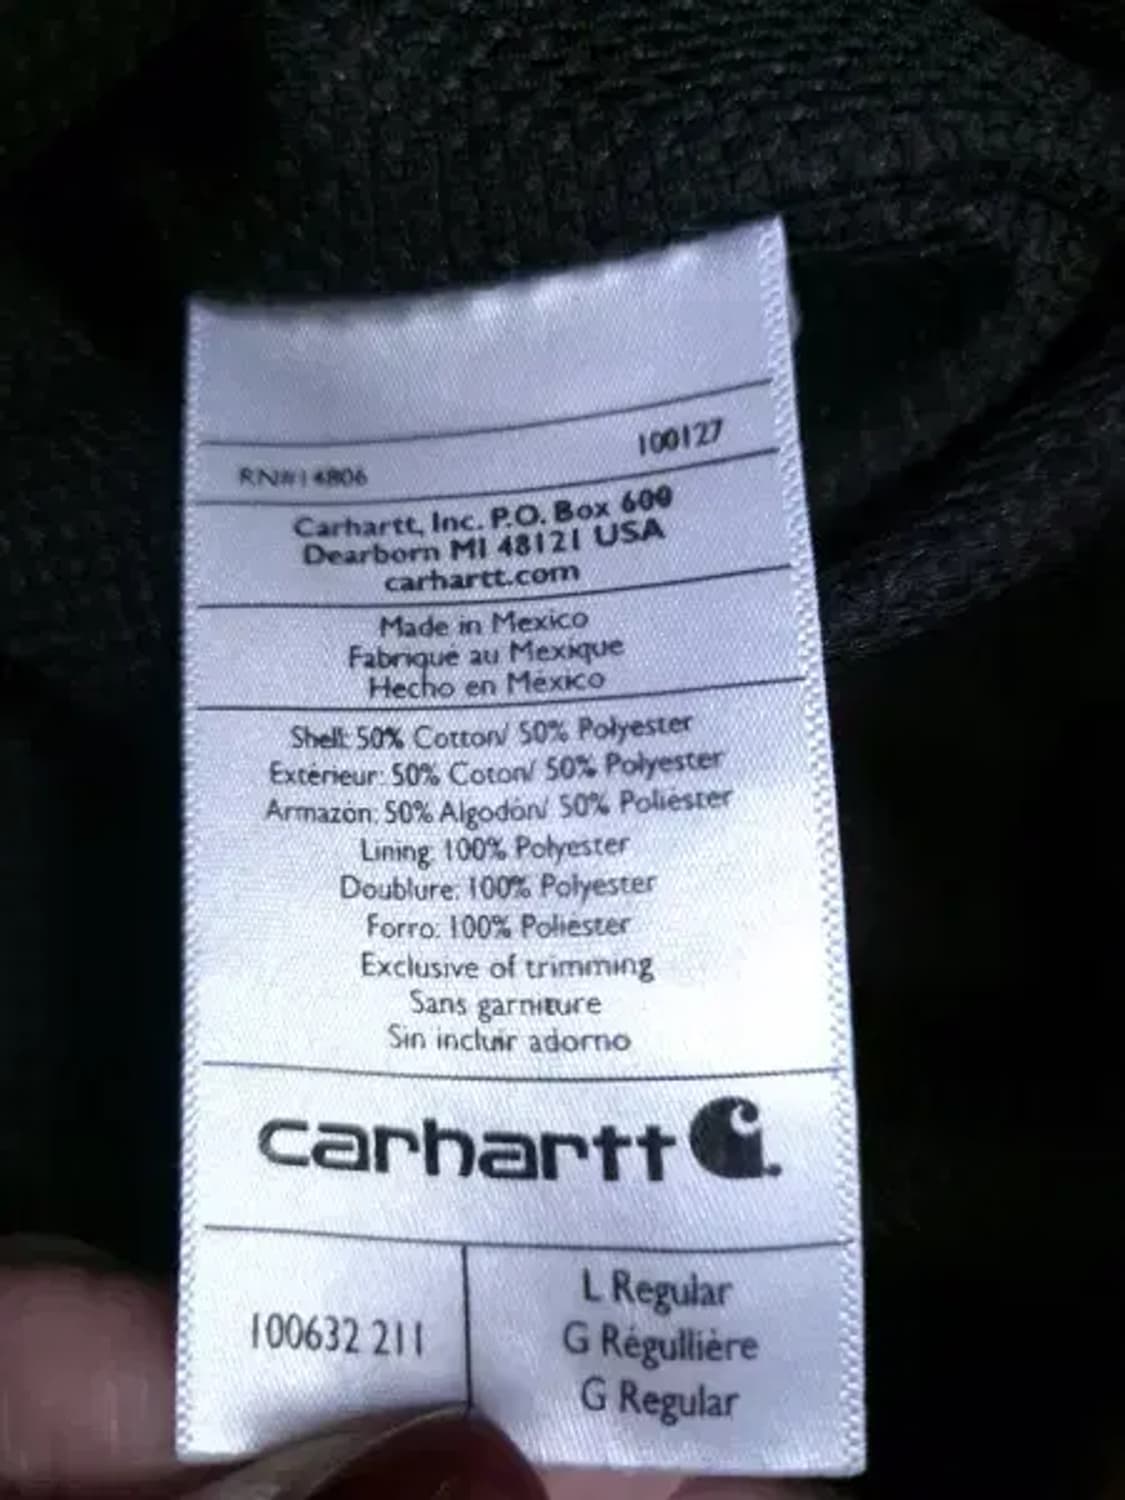 100127
RN#14806
Carhartt, Inc. P.O. Box 600
Dearborn MI 48121 USA
carhartt.com
Made in Mexico
Fabriqué au Mexique
Hecho en México
Shell: 50% Cotton/ 50% Polyester
Extérieur: 50% Coton/ 50% Polyester
Armazón: 50% Algodón/ 50% Poliéster
Lining: 100% Polyester
Doublure: 100% Polyester
Forro: 100% Poliéster
Exclusive of trimming
Sans garniture
Sin incluir adorno
carhartt
100632 211
L Regular
G Régullière
G Regular